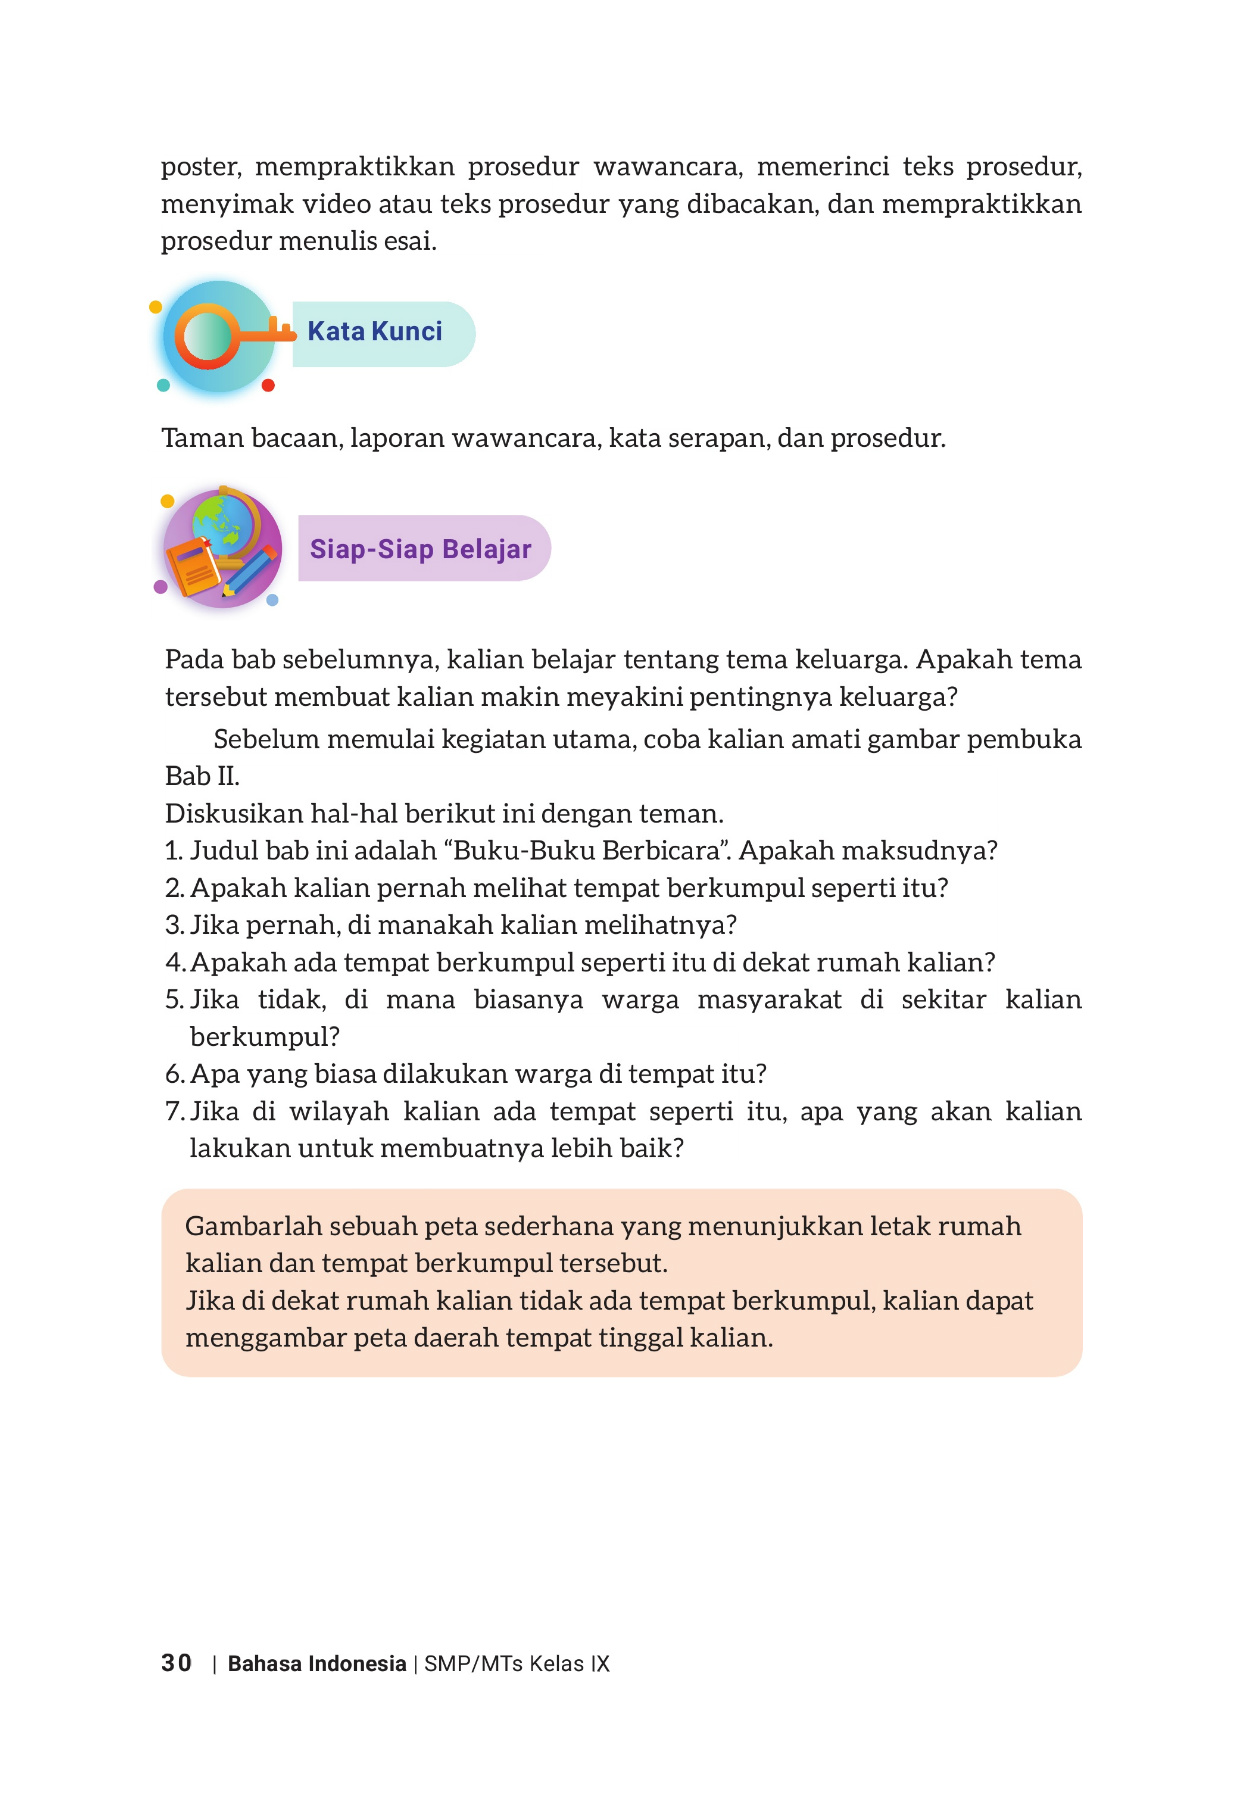 poster, mempraktikkan prosedur wawancara, memerinci teks prosedur,
menyimak video atau teks prosedur yang dibacakan, dan mempraktikkan
prosedur menulis esai.
Kata Kunci
Taman bacaan, laporan wawancara, kata serapan, dan prosedur.
Siap-Siap Belajar
Pada bab sebelumnya, kalian belajar tentang tema keluarga. Apakah tema
tersebut membuat kalian makin meyakini pentingnya keluarga?
Sebelum memulai kegiatan utama, coba kalian amati gambar pembuka
Bab II.
Diskusikan hal-hal berikut ini dengan teman.
1. Judul bab ini adalah “Buku-Buku Berbicara”. Apakah maksudnya?
2. Apakah kalian pernah melihat tempat berkumpul seperti itu?
3. Jika pernah, di manakah kalian melihatnya?
4. Apakah ada tempat berkumpul seperti itu di dekat rumah kalian?
5. Jika tidak, di mana biasanya warga masyarakat di sekitar kalian
berkumpul?
6. Apa yang biasa dilakukan warga di tempat itu?
7. Jika di wilayah kalian ada tempat seperti itu, apa yang akan kalian
lakukan untuk membuatnya lebih baik?
Gambarlah sebuah peta sederhana yang menunjukkan letak rumah
kalian dan tempat berkumpul tersebut.
Jika di dekat rumah kalian tidak ada tempat berkumpul, kalian dapat
menggambar peta daerah tempat tinggal kalian.
30 | Bahasa Indonesia | SMP/MTs Kelas IX